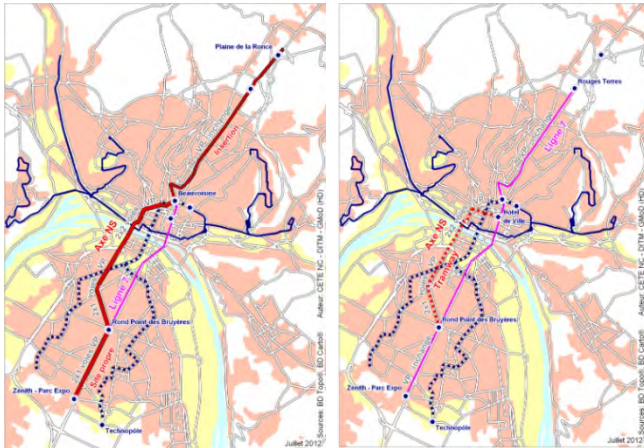 Plaine de la Ronce
Insertion
Beauvoisine
Axe NS
Ligne 7
Rond Point des Bruyères
Site propre
Zénith - Parc Expo
Technopôle
Juillet 2012
Sources: BD Topo®, BD Carto®. Auteur: CETE NC - DITM - GMoD (HD)
Rouges Terres
Ligne 7
Hotel
de Ville
Axe NS
Tramway
Rond Point des Bruyères
Zénith - Parc Expo
Technopôle
Juillet 2012
Sources: BD Topo®, BD Carto®. Auteur: CETE NC - DITM - GMoD (HD)